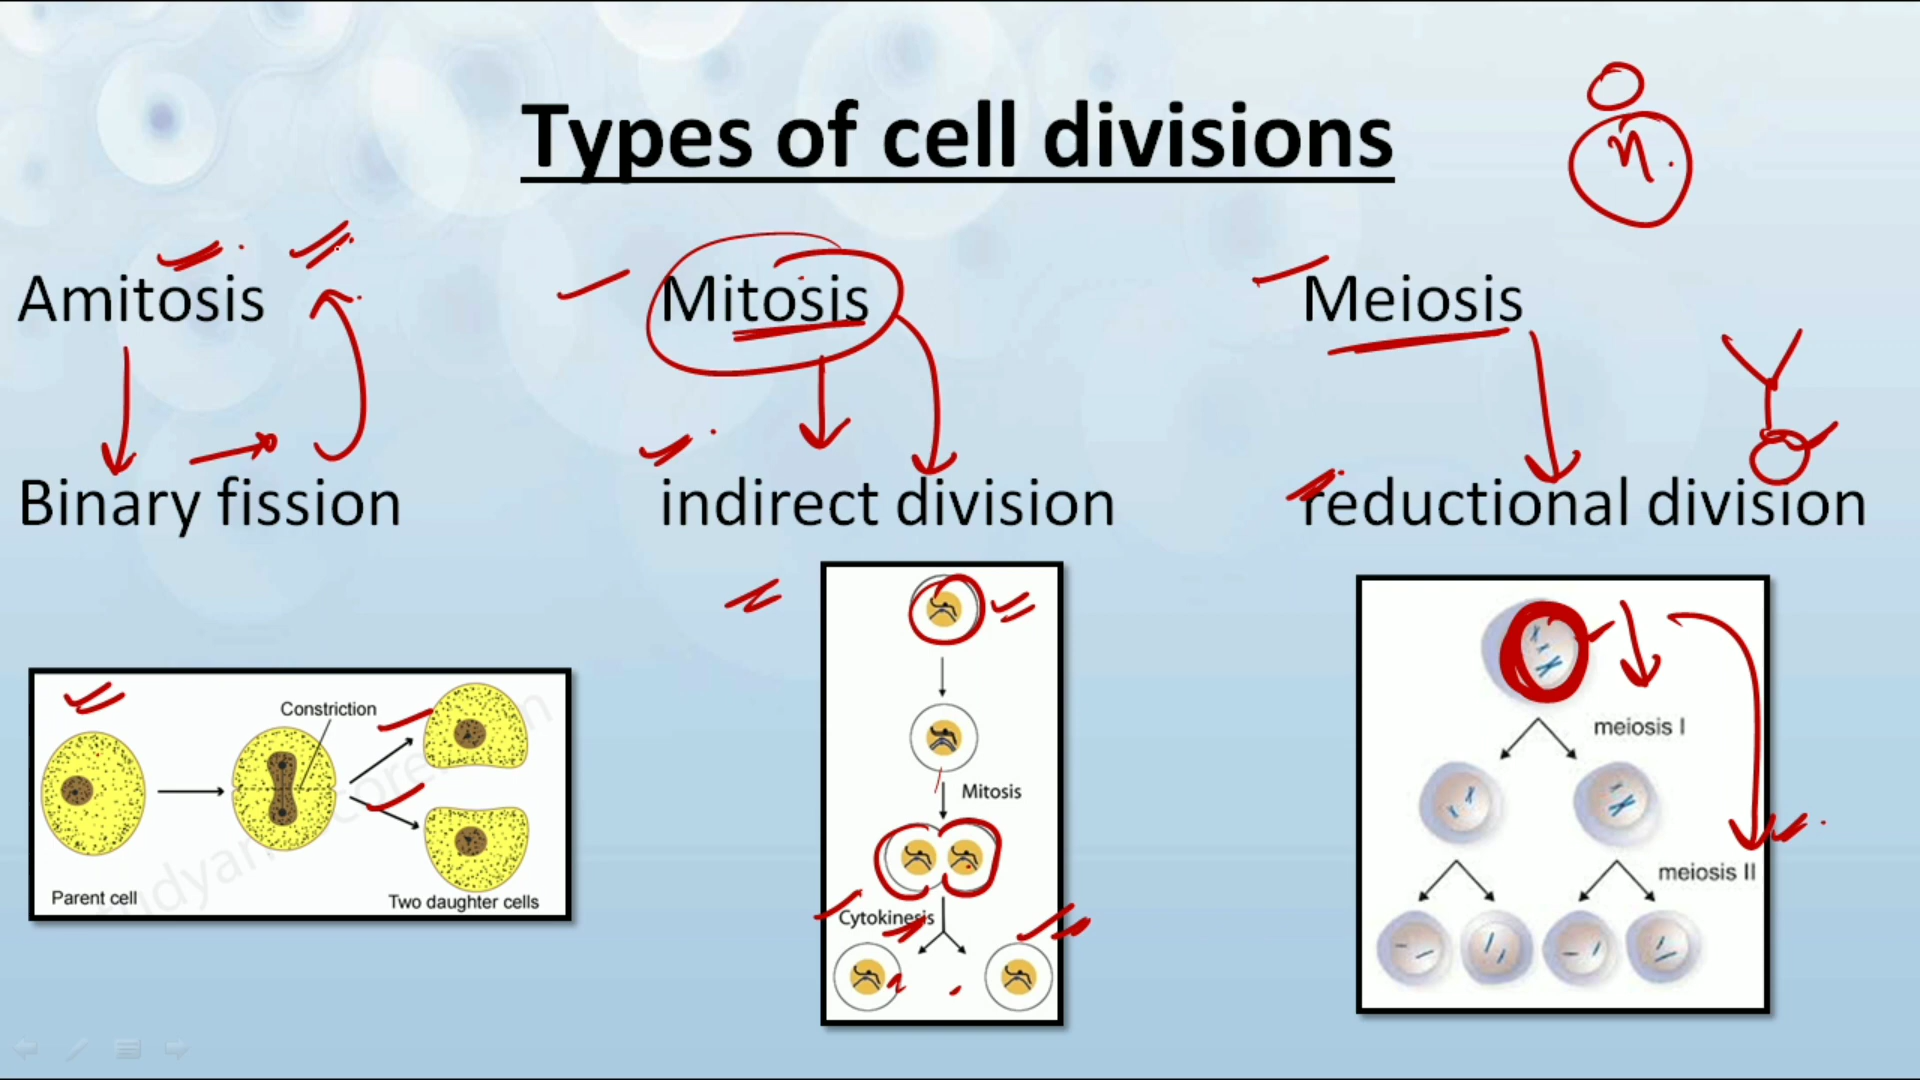 Types of cell divisions
n
Amitosis
Mitosis
Meiosis
Binary fission
indirect division
reductional division
Constriction
Parent cell
Two daughter cells
Mitosis
Cytokinesis
meiosis I
meiosis II